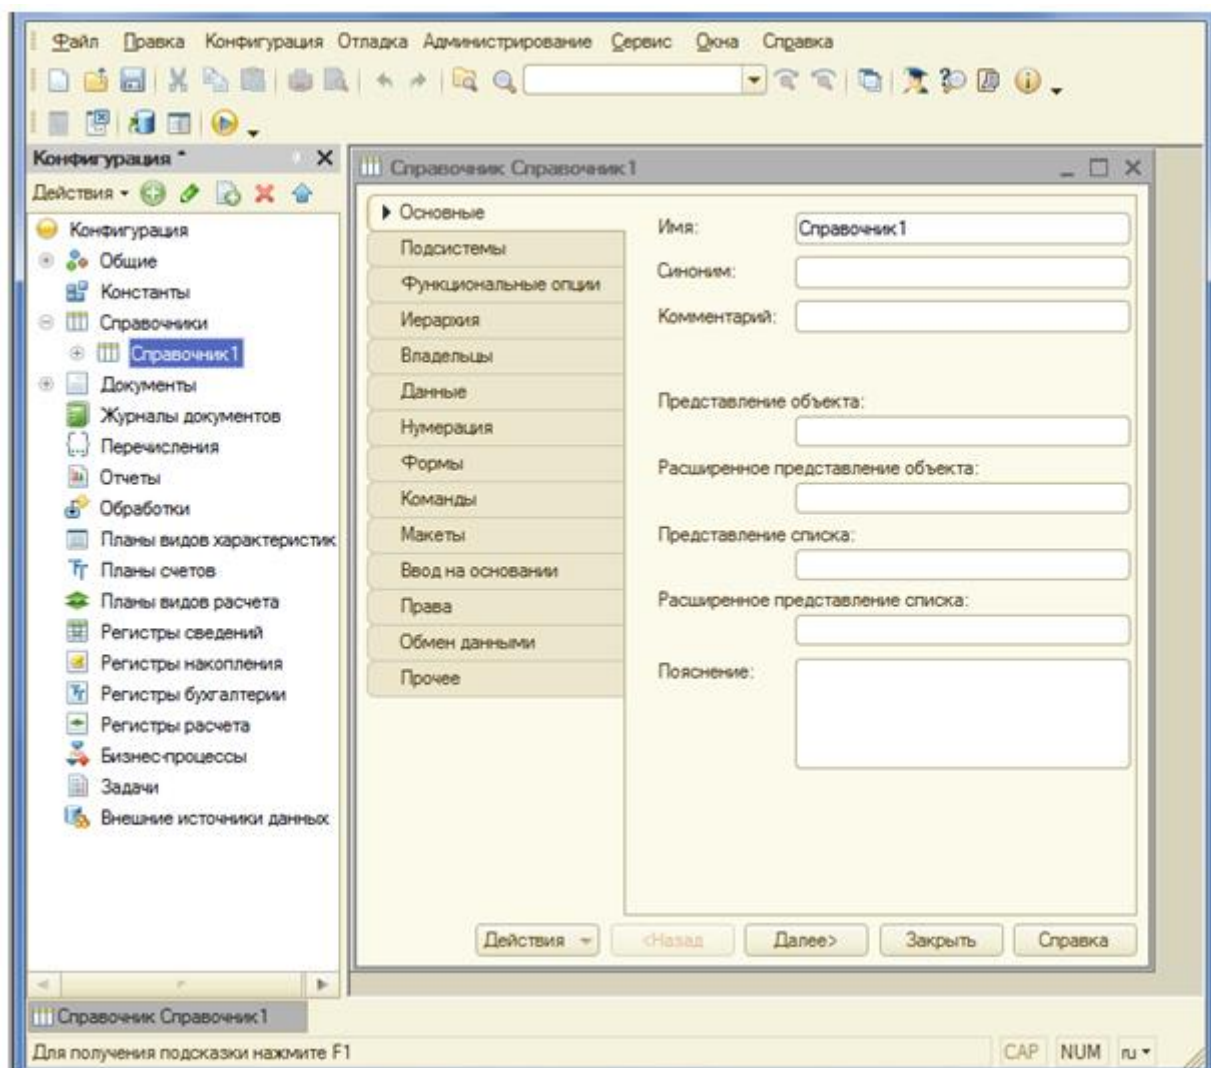 Файл Правка Конфигурация Отладка Администрирование Сервис Окна Справка
Конфигурация *
Действия
Конфигурация
Общие
Константы
Справочники
Справочник1
Документы
Журналы документов
Перечисления
Отчеты
Обработки
Планы видов характеристик
Планы счетов
Планы видов расчета
Регистры сведений
Регистры накопления
Регистры бухгалтерии
Регистры расчета
Бизнес-процессы
Задачи
Внешние источники данных
Справочник Справочник1
Основные
Подсистемы
Функциональные опции
Иерархия
Владельцы
Данные
Нумерация
Формы
Команды
Макеты
Ввод на основании
Права
Обмен данными
Прочее
Имя: Справочник1
Синоним:
Комментарий:
Представление объекта:
Расширенное представление объекта:
Представление списка:
Расширенное представление списка:
Пояснение:
Действия <Назад Далее> Закрыть Справка
Справочник Справочник1
Для получения подсказки нажмите F1 CAP NUM ru